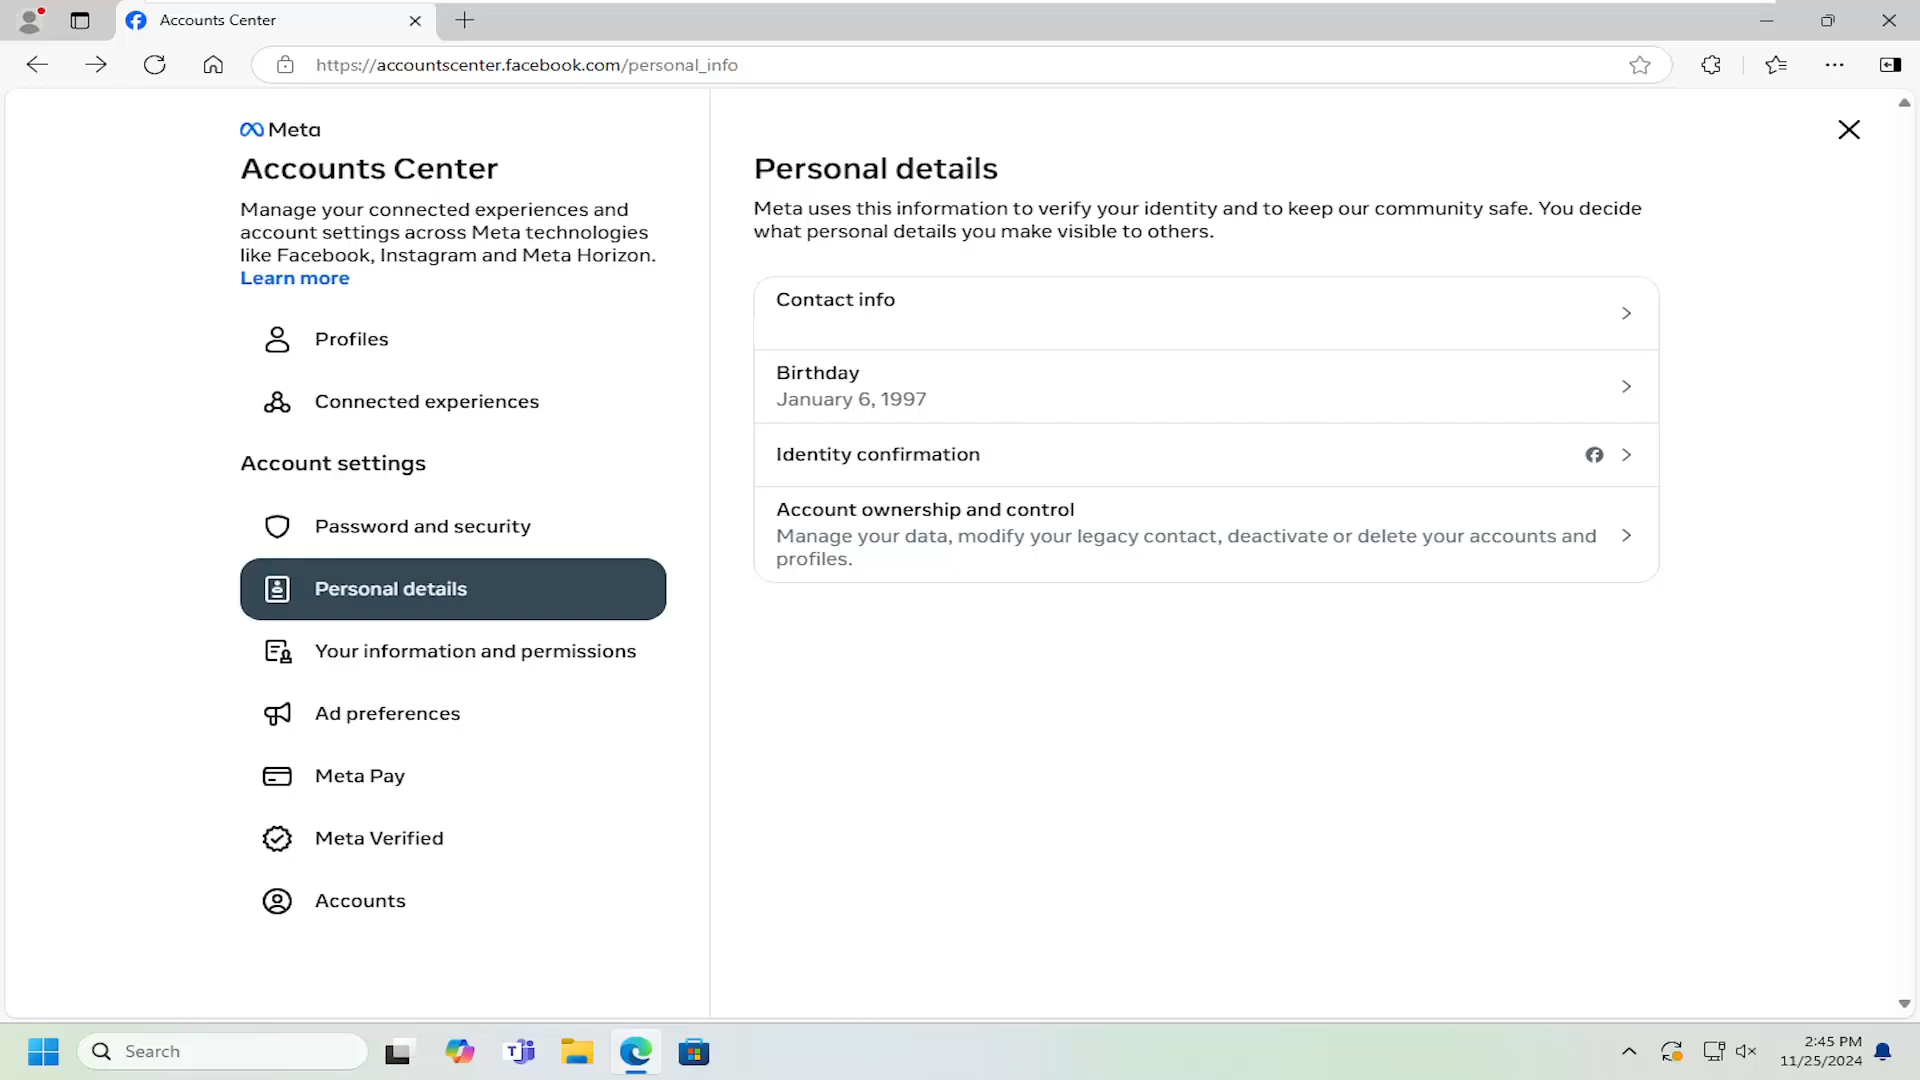 Accounts Center
https://accountscenter.facebook.com/personal_info
Meta
Accounts Center
Manage your connected experiences and
account settings across Meta technologies
like Facebook, Instagram and Meta Horizon.
Learn more
Profiles
Connected experiences
Account settings
Password and security
Personal details
Your information and permissions
Ad preferences
Meta Pay
Meta Verified
Accounts
Personal details
Meta uses this information to verify your identity and to keep our community safe. You decide
what personal details you make visible to others.
Contact info
Birthday
January 6, 1997
Identity confirmation
Account ownership and control
Manage your data, modify your legacy contact, deactivate or delete your accounts and
profiles.
Search
2:45 PM
11/25/2024